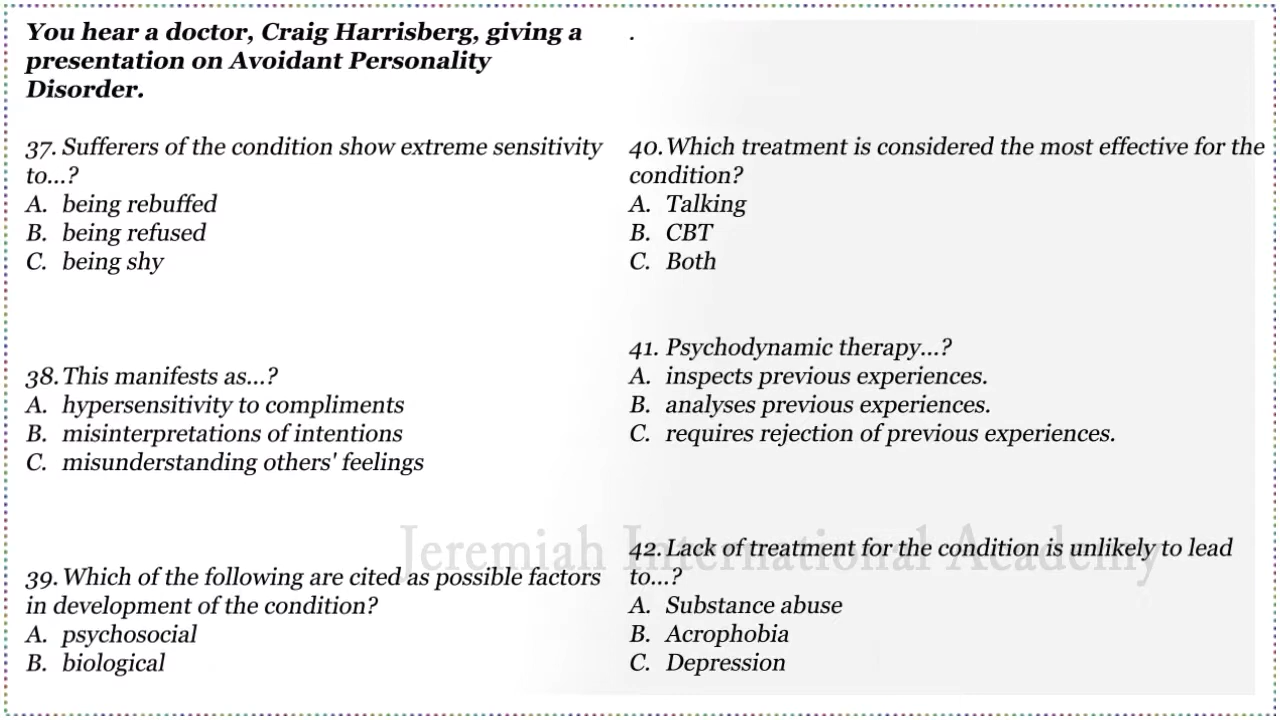 You hear a doctor, Craig Harrisberg, giving a
presentation on Avoidant Personality
Disorder.
37. Sufferers of the condition show extreme sensitivity
to...?
A. being rebuffed
B. being refused
C. being shy
38. This manifests as...?
A. hypersensitivity to compliments
B. misinterpretations of intentions
C. misunderstanding others' feelings
39. Which of the following are cited as possible factors
in development of the condition?
A. psychosocial
B. biological
.
40. Which treatment is considered the most effective for the
condition?
A. Talking
B. CBT
C. Both
41. Psychodynamic therapy...?
A. inspects previous experiences.
B. analyses previous experiences.
C. requires rejection of previous experiences.
42. Lack of treatment for the condition is unlikely to lead
to...?
A. Substance abuse
B. Acrophobia
C. Depression
Jeremiah International Academy